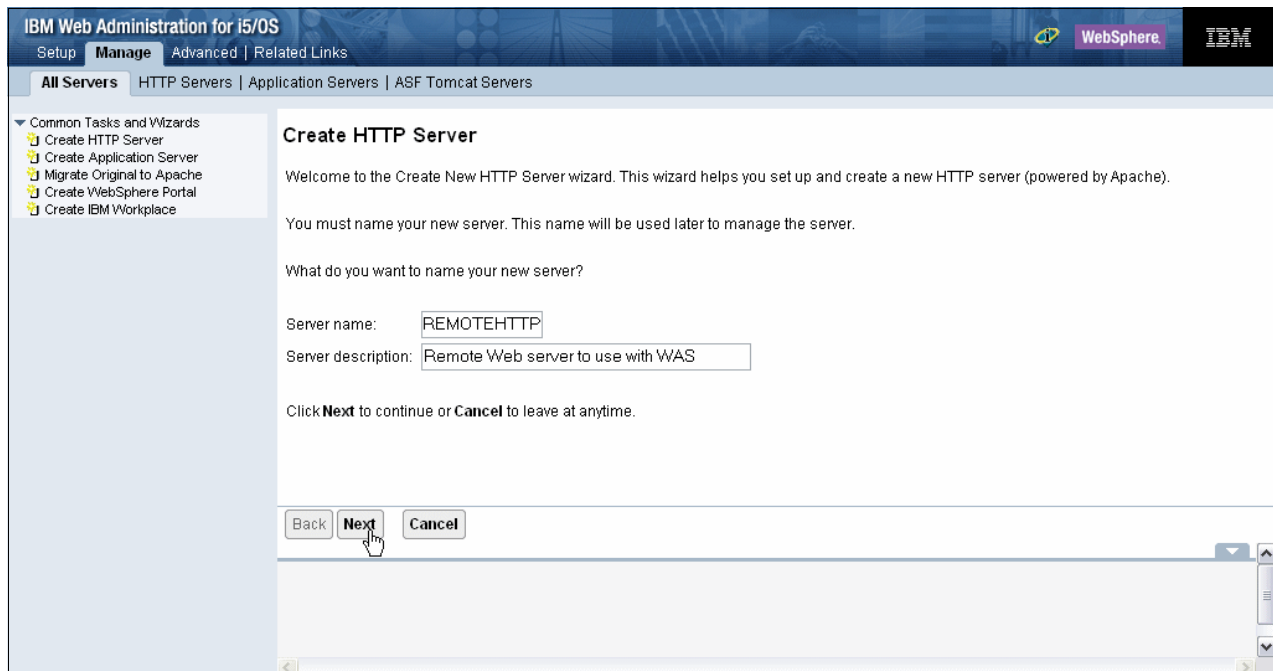 IBM Web Administration for i5/OS
Setup Manage Advanced | Related Links
WebSphere.
IBM
All Servers HTTP Servers | Application Servers | ASF Tomcat Servers
Common Tasks and Wizards
Create HTTP Server
Create Application Server
Migrate Original to Apache
Create WebSphere Portal
Create IBM Workplace
Create HTTP Server
Welcome to the Create New HTTP Server wizard. This wizard helps you set up and create a new HTTP server (powered by Apache).
You must name your new server. This name will be used later to manage the server.
What do you want to name your new server?
Server name: REMOTEHTTP
Server description: Remote Web server to use with WAS
Click Next to continue or Cancel to leave at anytime.
Back Next Cancel